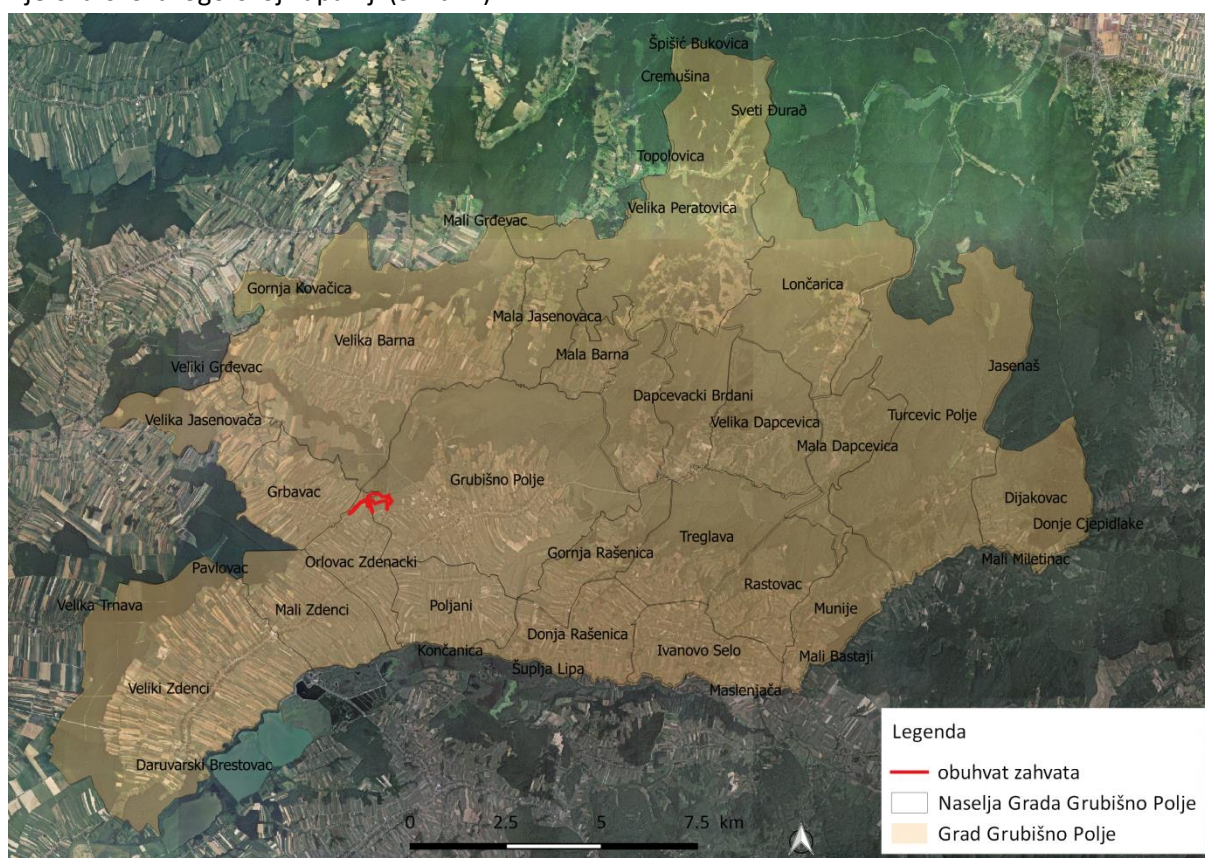 Špišić Bukovica
Cremušina
Sveti Đurađ
Topolovica
Velika Peratovica
Mali Grđevac
Gornja Kovačica
Lončarica
Mala Jasenovaca
Velika Barna
Mala Barna
Veliki Grđevac
Jasenaš
Dapcevacki Brdani
Velika Jasenovača
Velika Dapcevica
Turcevic Polje
Mala Dapcevica
Grubišno Polje
Grbavac
Dijakovac
Donje Cjepidlake
Treglava
Gornja Rašenica
Orlovac Zdenacki
Mali Miletinac
Pavlovac
Rastovac
Velika Trnava
Mali Zdenci
Poljani
Munije
Donja Rašenica
Končanica
Ivanovo Selo
Mali Bastaji
Šuplja Lipa
Veliki Zdenci
Maslenjača
Daruvarski Brestovac
Legenda
obuhvat zahvata
Naselja Grada Grubišno Polje
Grad Grubišno Polje
0 2.5 5 7.5 km